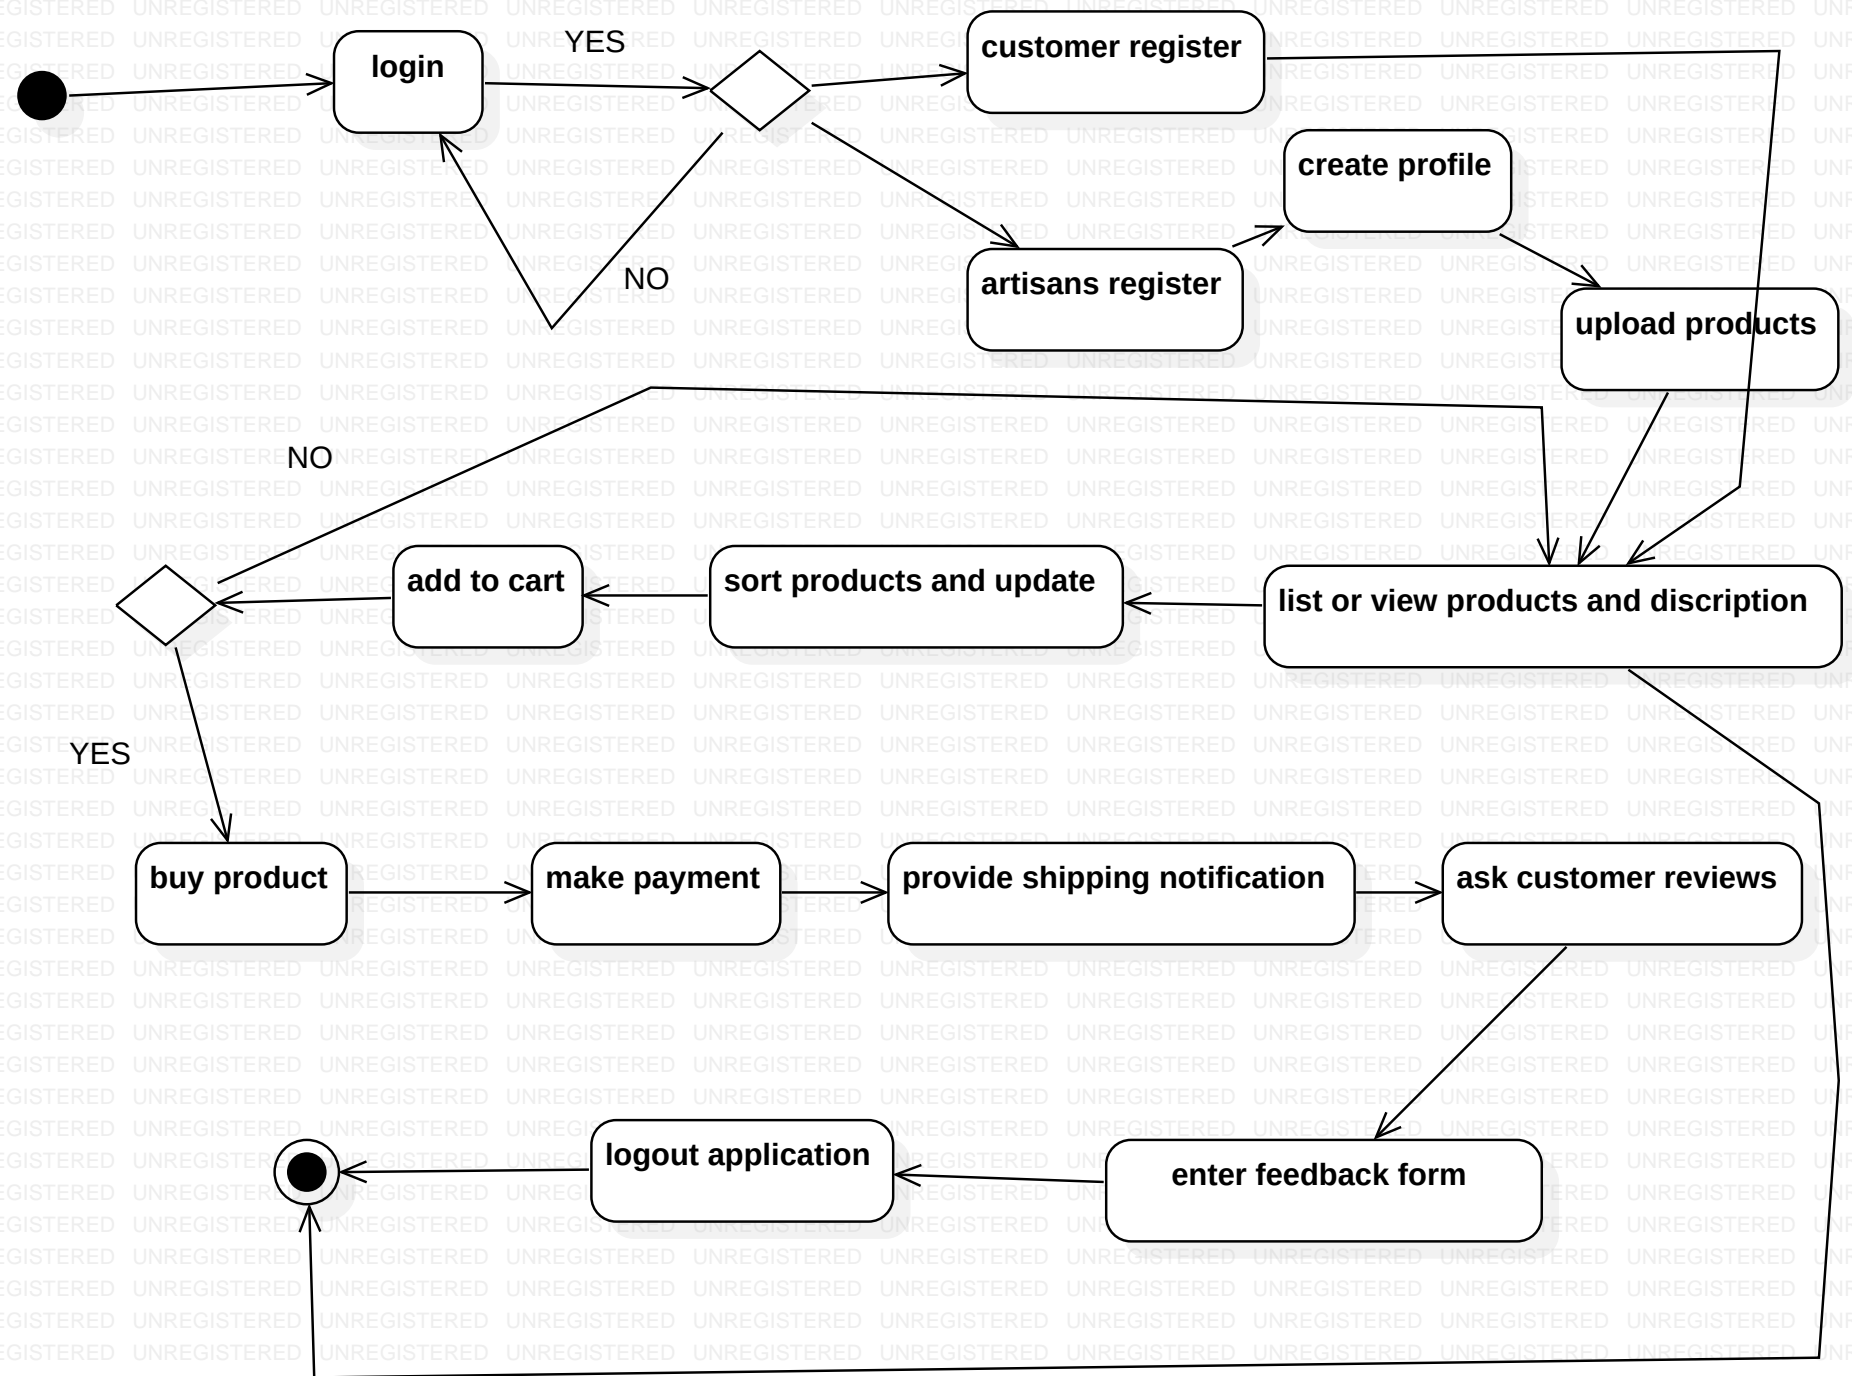 YES
login
customer register
create profile
NO
artisans register
upload products
NO
add to cart
sort products and update
list or view products and discription
YES
buy product
make payment
provide shipping notification
ask customer reviews
logout application
enter feedback form
UNREGISTERED